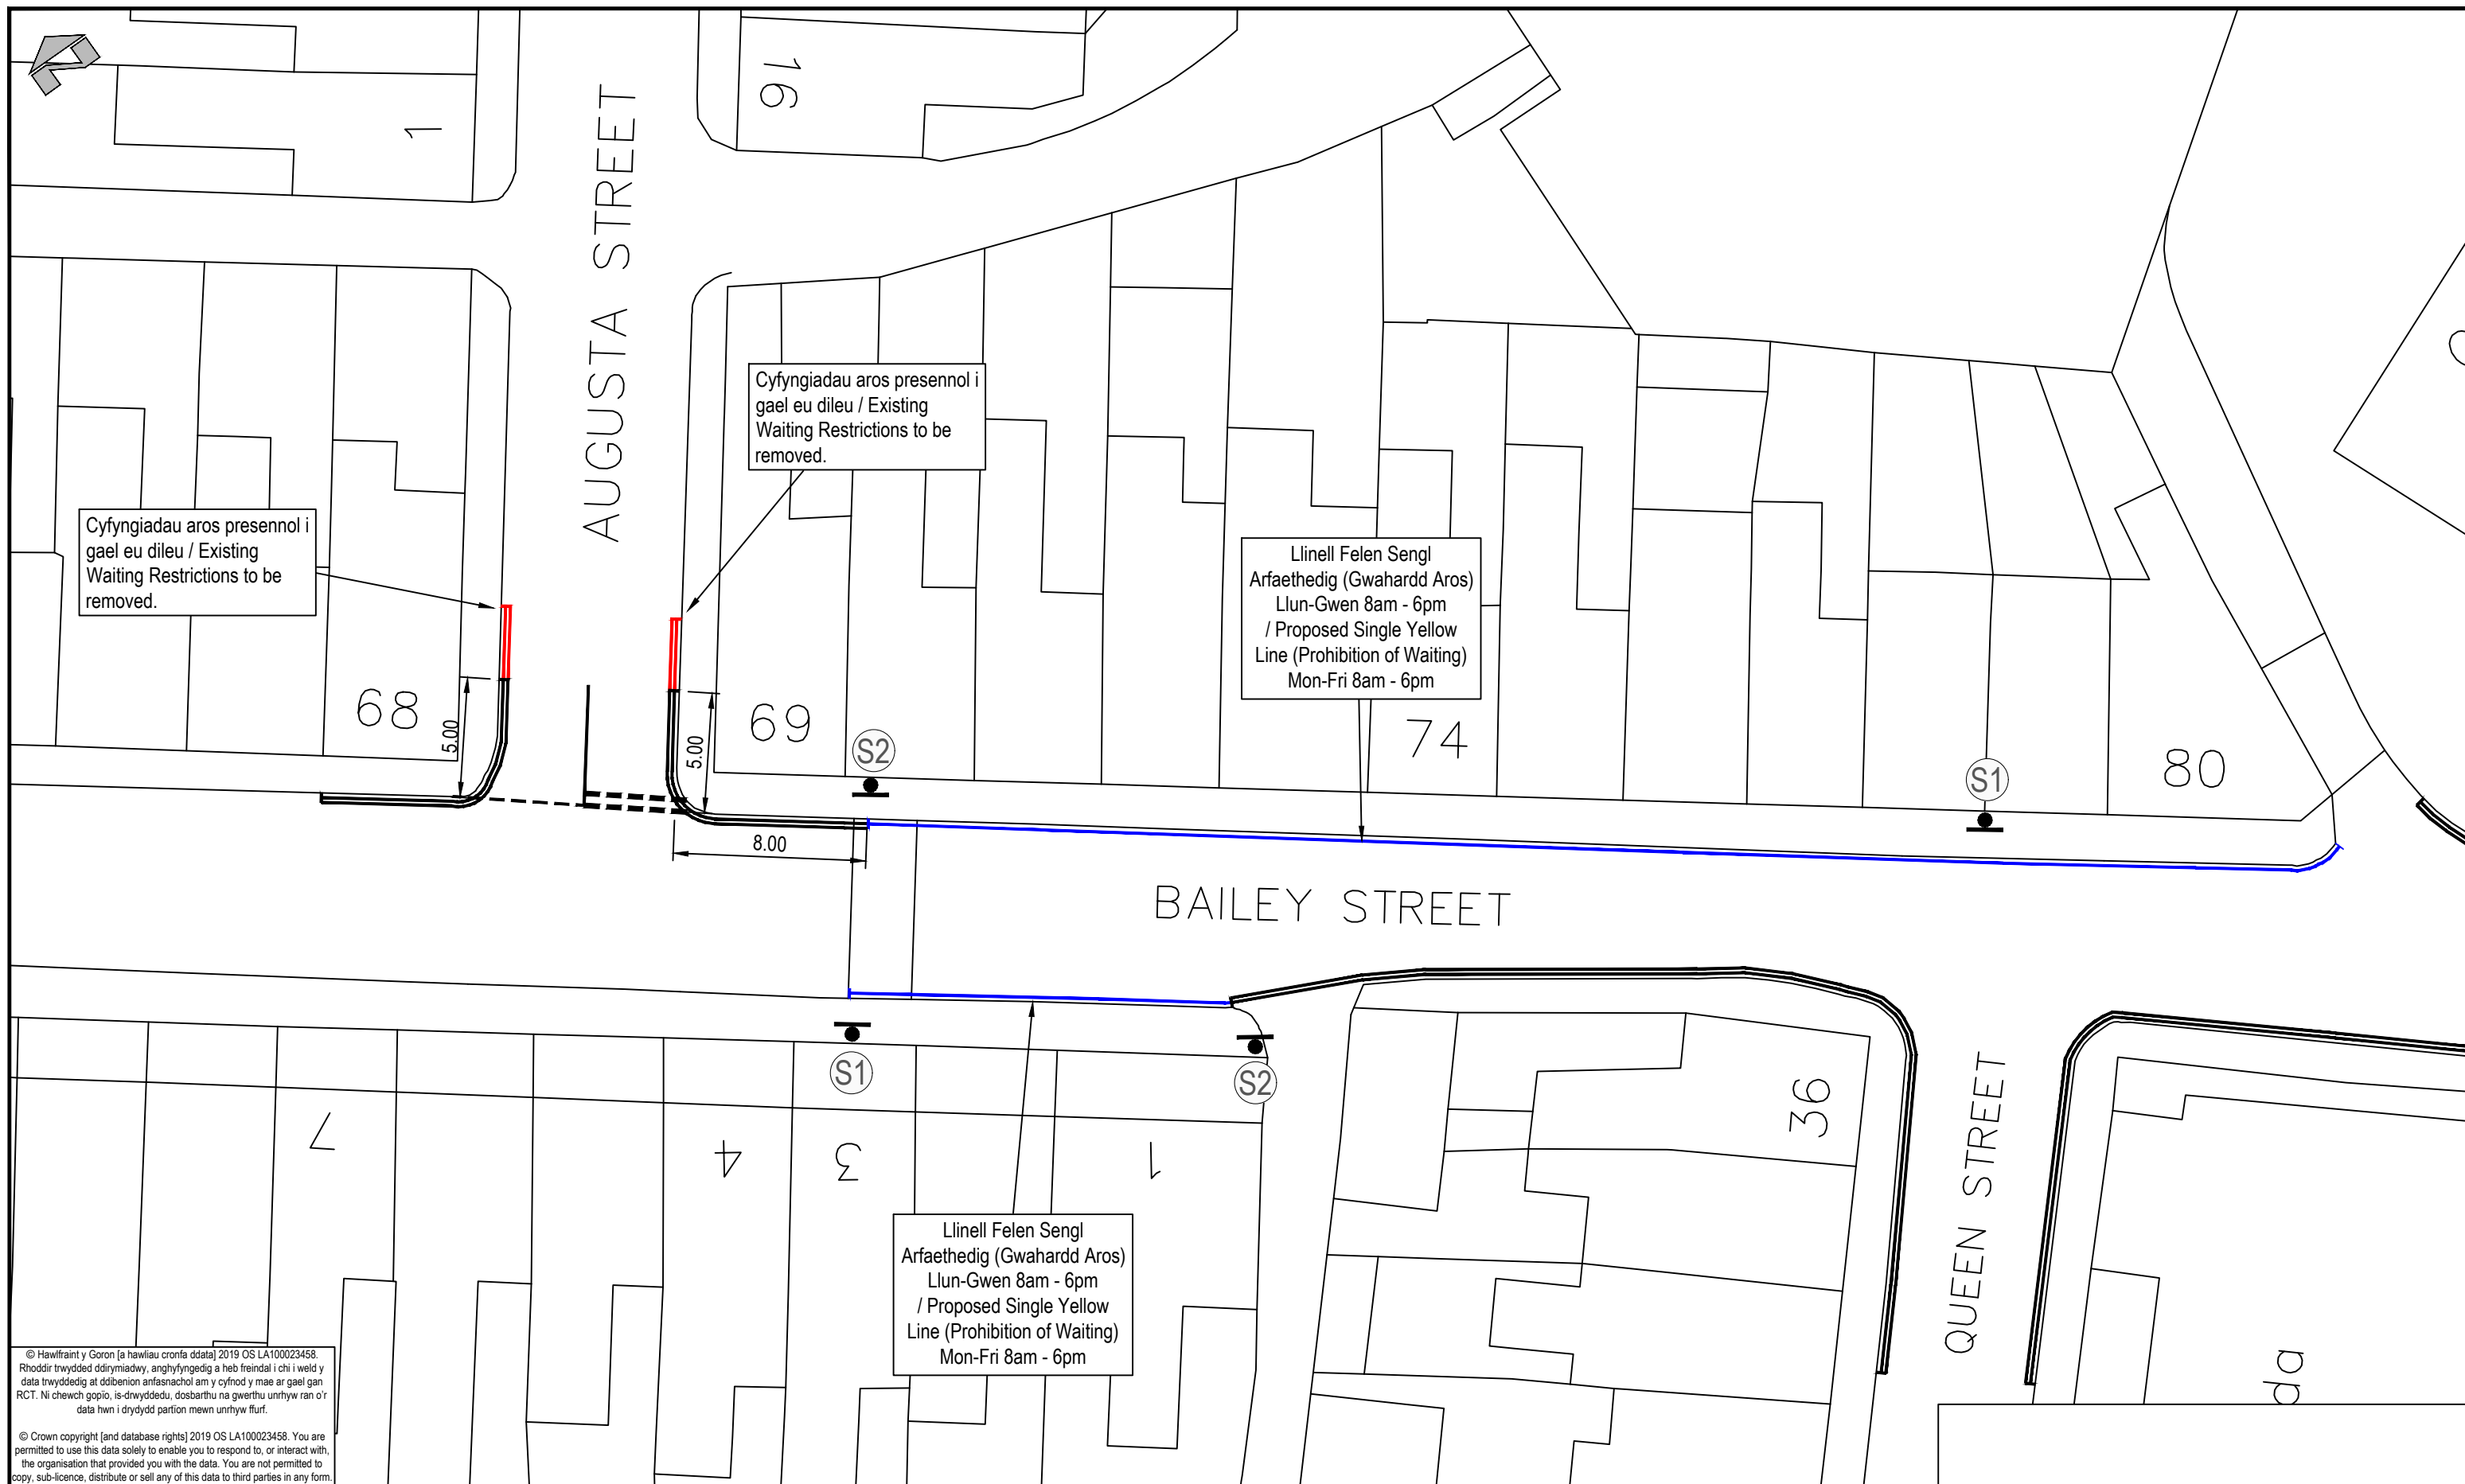 1
16
AUGUSTA STREET
Cyfyngiadau aros presennol i
gael eu dileu / Existing
Waiting Restrictions to be
removed.
Cyfyngiadau aros presennol i
gael eu dileu / Existing
Waiting Restrictions to be
removed.
Llinell Felen Sengl
Arfaethedig (Gwahardd Aros)
Llun-Gwen 8am - 6pm
/ Proposed Single Yellow
Line (Prohibition of Waiting)
Mon-Fri 8am - 6pm
68
5.00
5.00
69
S2
74
S1
80
8.00
BAILEY STREET
S1
S2
7
4
3
1
36
QUEEN STREET
Llinell Felen Sengl
Arfaethedig (Gwahardd Aros)
Llun-Gwen 8am - 6pm
/ Proposed Single Yellow
Line (Prohibition of Waiting)
Mon-Fri 8am - 6pm
da
© Hawlfraint y Goron [a hawliau cronfa ddata] 2019 OS LA100023458.
Rhoddir trwydded ddirymiadwy, anghyfyngedig a heb freindal i chi i weld y
data trwyddedig at ddibenion anfasnachol am y cyfnod y mae ar gael gan
RCT. Ni chewch gopïo, is-drwyddedu, dosbarthu na gwerthu unrhyw ran o'r
data hwn i drydydd partïon mewn unrhyw ffurf.
© Crown copyright [and database rights] 2019 OS LA100023458. You are
permitted to use this data solely to enable you to respond to, or interact with,
the organisation that provided you with the data. You are not permitted to
copy, sub-licence, distribute or sell any of this data to third parties in any form.